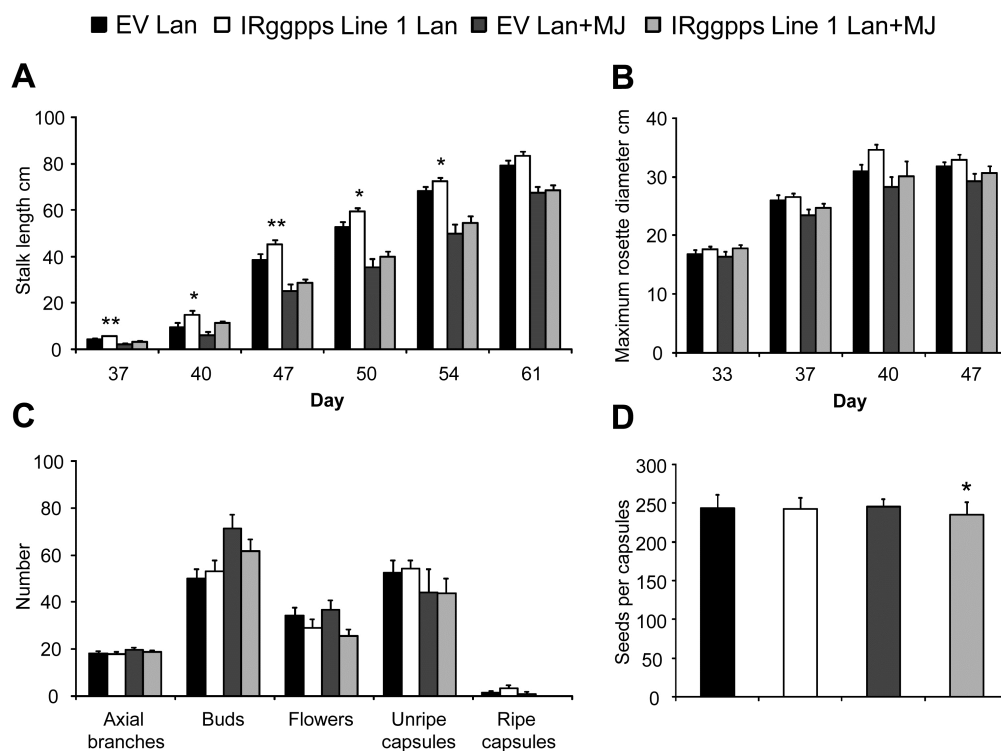 EV Lan IRggpps Line 1 Lan EV Lan+MJ IRggpps Line 1 Lan+MJ
A
Stalk length cm
100
80
60
40
20
0
** * ** * *
37 40 47 50 54 61
Day
B
Maximum rosette diameter cm
40
30
20
10
0
33 37 40 47
Day
C
Number
100
80
60
40
20
0
Axial branches
Buds
Flowers
Unripe capsules
Ripe capsules
D
Seeds per capsules
300
250
200
150
100
50
0
*